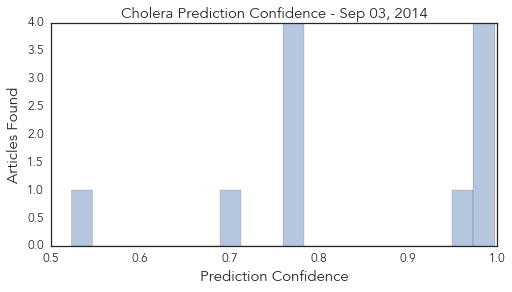 Cholera Prediction Confidence - Sep 03, 2014
Articles Found
4.0
3.5
3.0
2.5
2.0
1.5
1.0
0.5
0.0
0.5 0.6 0.7 0.8 0.9 1.0
Prediction Confidence